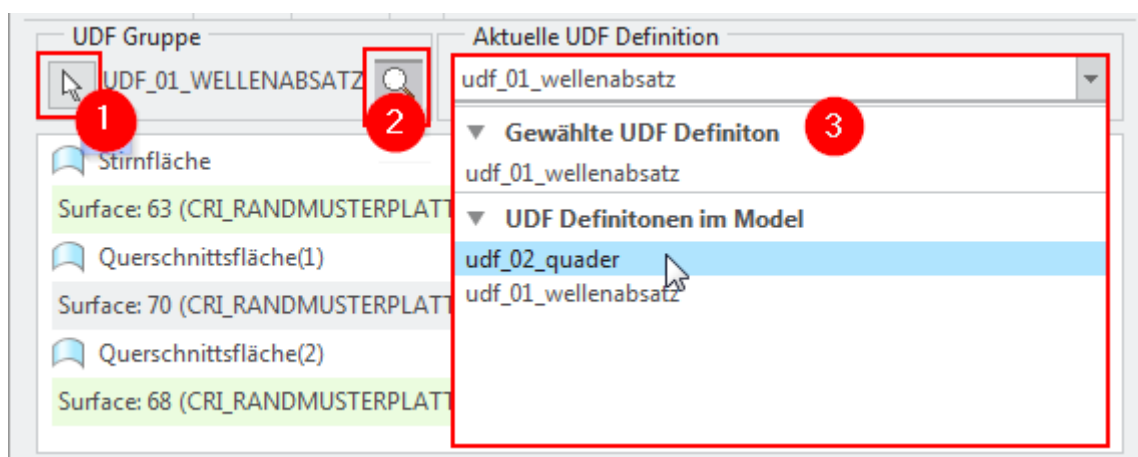 UDF Gruppe
Aktuelle UDF Definition
UDF_01_WELLENABSATZ
udf_01_wellenabsatz
1
2
Gewählte UDF Definiton
3
Stirnfläche
udf_01_wellenabsatz
Surface: 63 (CRI_RANDMUSTERPLATT
UDF Definitonen im Model
Querschnittsfläche(1)
udf_02_quader
Surface: 70 (CRI_RANDMUSTERPLATT
udf_01_wellenabsatz
Querschnittsfläche(2)
Surface: 68 (CRI_RANDMUSTERPLATT